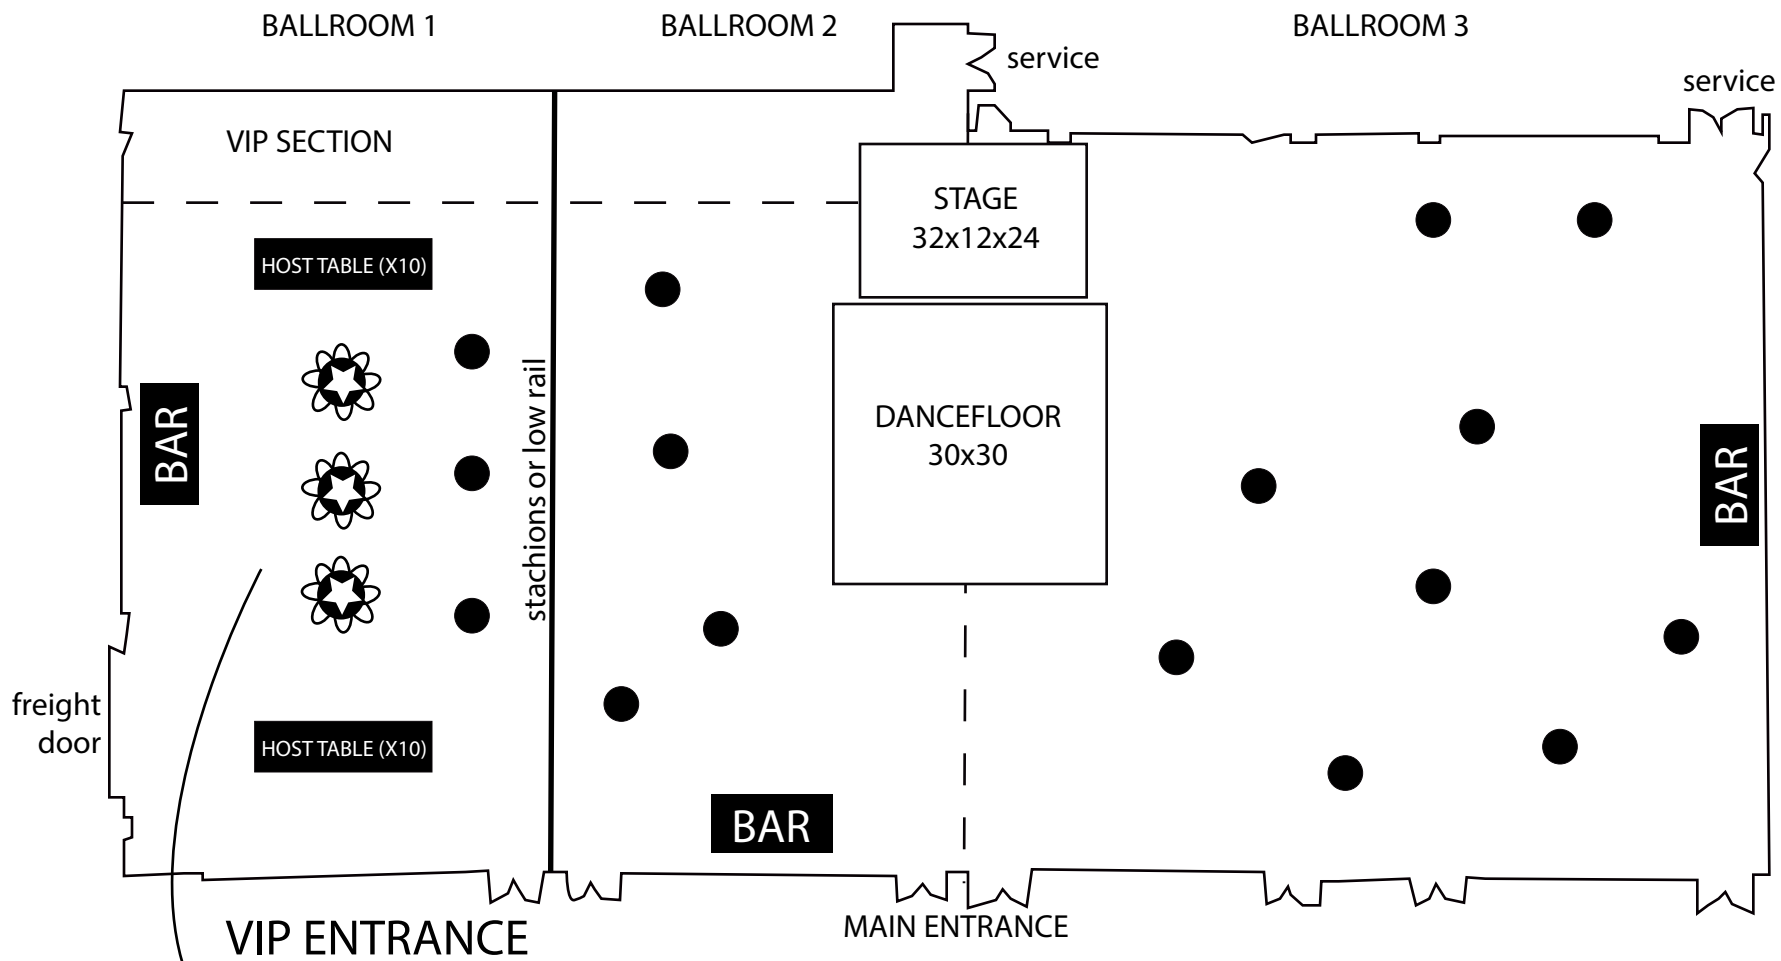 BALLROOM 1
BALLROOM 2
BALLROOM 3
service
service
VIP SECTION
STAGE
32x12x24
HOST TABLE (X10)
stachions or low rail
DANCEFLOOR
30x30
BAR
BAR
freight
door
HOST TABLE (X10)
BAR
VIP ENTRANCE
MAIN ENTRANCE